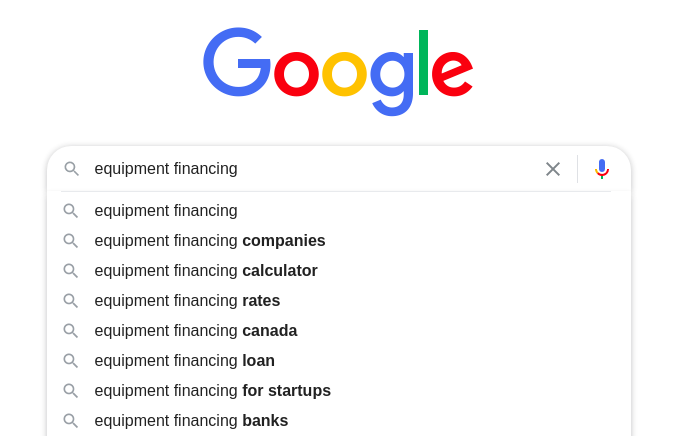 Google
equipment financing
equipment financing
equipment financing companies
equipment financing calculator
equipment financing rates
equipment financing canada
equipment financing loan
equipment financing for startups
equipment financing banks